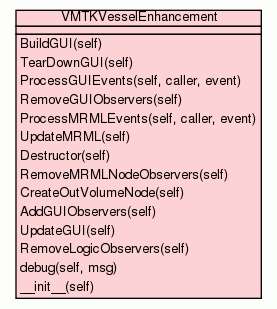 VMTKVesselEnhancement
BuildGUI(self)
TearDownGUI(self)
ProcessGUIEvents(self, caller, event)
RemoveGUIObservers(self)
ProcessMRMLEvents(self, caller, event)
UpdateMRML(self)
Destructor(self)
RemoveMRMLNodeObservers(self)
CreateOutVolumeNode(self)
AddGUIObservers(self)
UpdateGUI(self)
RemoveLogicObservers(self)
debug(self, msg)
__init__(self)